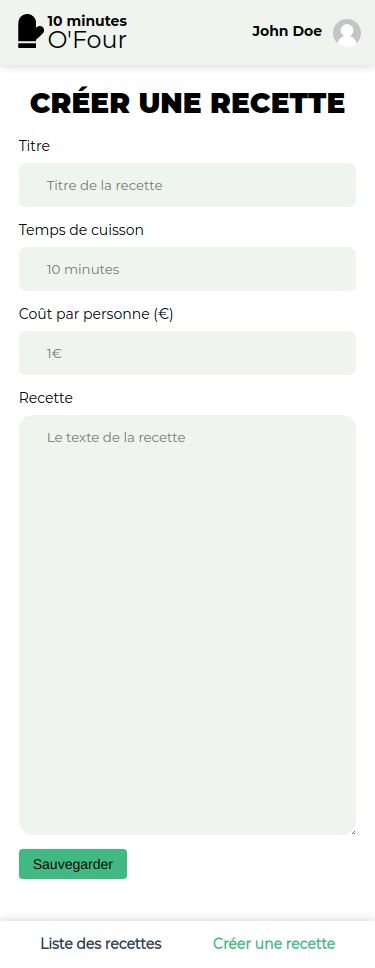 10 minutes
O'Four
John Doe
CRÉER UNE RECETTE
Titre
Titre de la recette
Temps de cuisson
10 minutes
Coût par personne (€)
1€
Recette
Le texte de la recette
Sauvegarder
Liste des recettes
Créer une recette